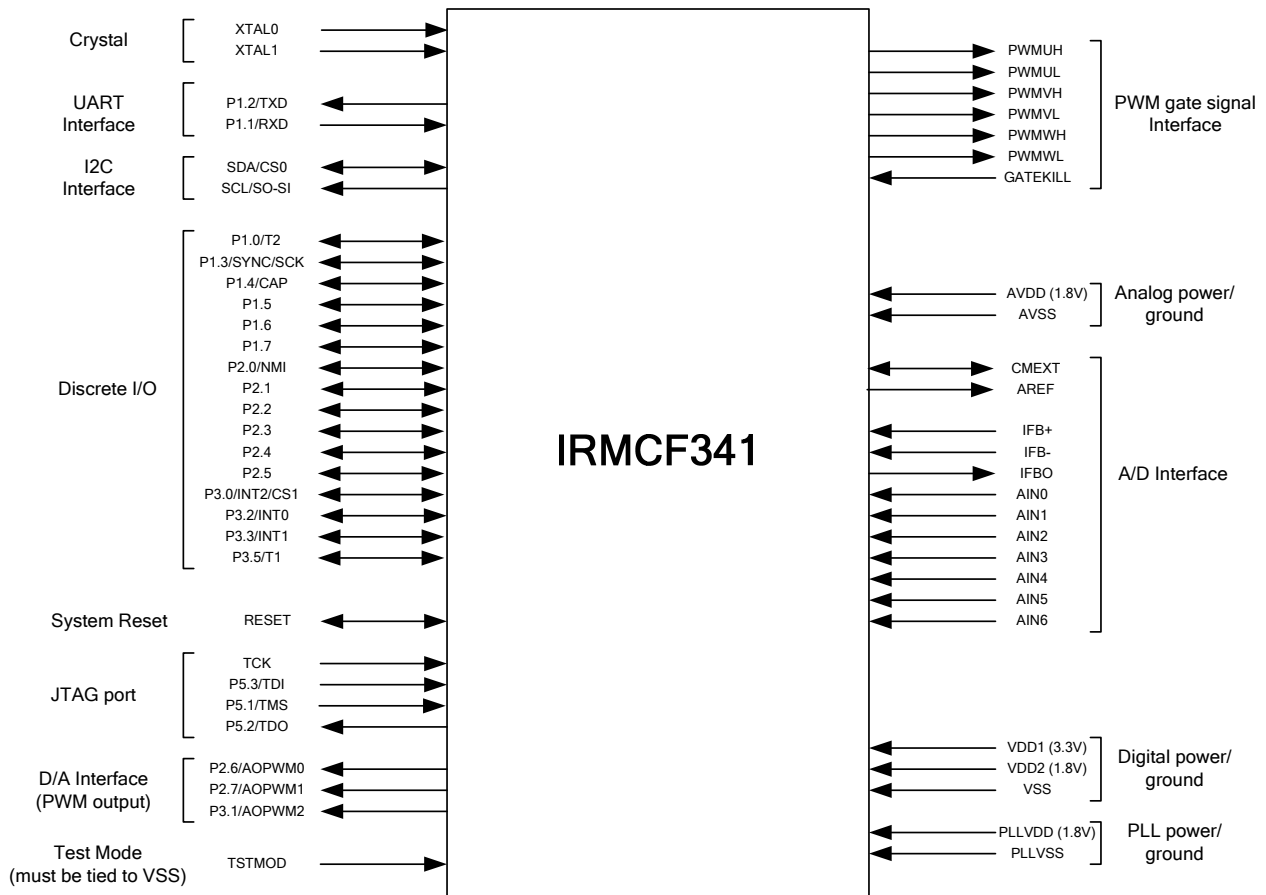 Crystal
XTAL0
XTAL1
UART
Interface
P1.2/TXD
P1.1/RXD
I2C
Interface
SDA/CS0
SCL/SO-SI
Discrete I/O
P1.0/T2
P1.3/SYNC/SCK
P1.4/CAP
P1.5
P1.6
P1.7
P2.0/NMI
P2.1
P2.2
P2.3
P2.4
P2.5
P3.0/INT2/CS1
P3.2/INT0
P3.3/INT1
P3.5/T1
System Reset
RESET
JTAG port
TCK
P5.3/TDI
P5.1/TMS
P5.2/TDO
D/A Interface
(PWM output)
P2.6/AOPWM0
P2.7/AOPWM1
P3.1/AOPWM2
Test Mode
(must be tied to VSS)
TSTMOD
IRMCF341
PWMUH
PWMUL
PWMVH
PWMVL
PWMWH
PWMWL
GATEKILL
PWM gate signal
Interface
AVDD (1.8V)
AVSS
Analog power/
ground
CMEXT
AREF
IFB+
IFB-
IFBO
AIN0
AIN1
AIN2
AIN3
AIN4
AIN5
AIN6
A/D Interface
VDD1 (3.3V)
VDD2 (1.8V)
VSS
Digital power/
ground
PLLVDD (1.8V)
PLLVSS
PLL power/
ground